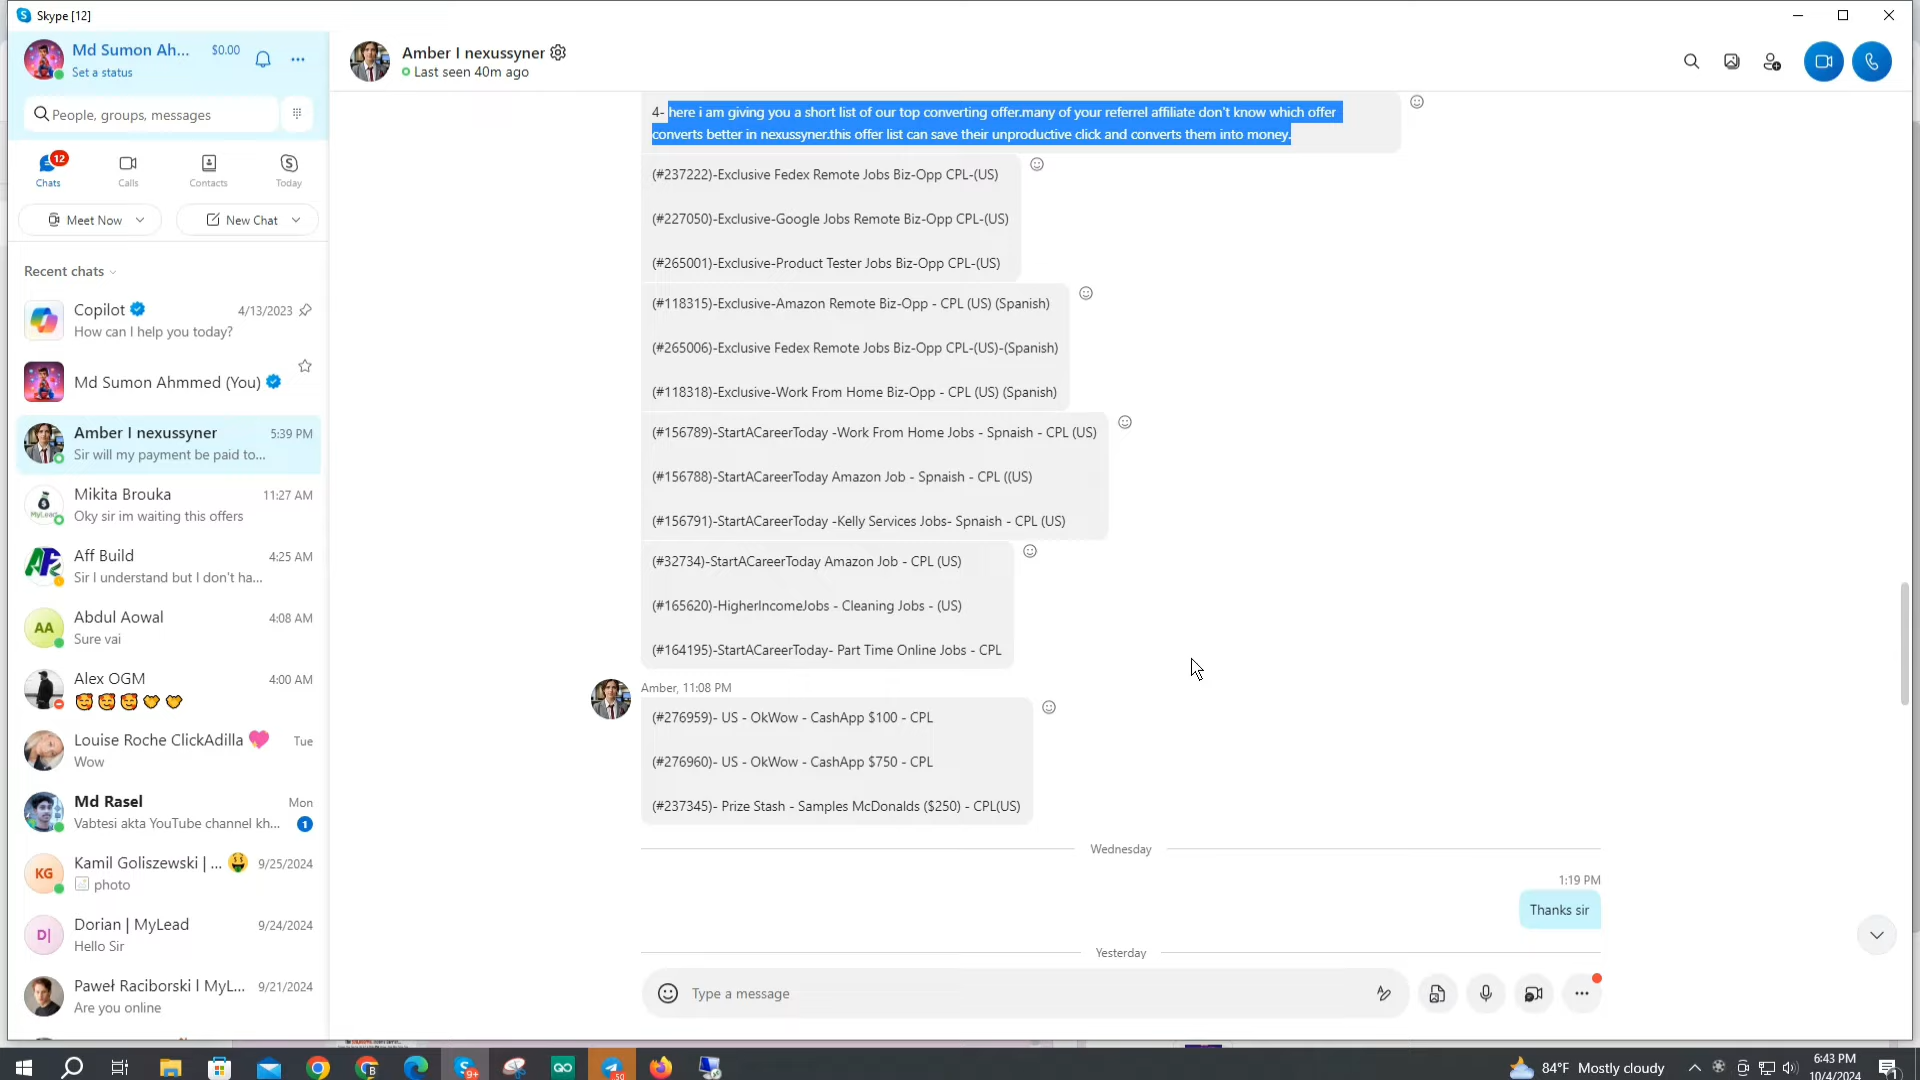 Skype [12]
Md Sumon Ah...
$0.00
Set a status
People, groups, messages
12
Chats
Calls
Contacts
Today
Meet Now
New Chat
Recent chats
Copilot
4/13/2023
How can I help you today?
Md Sumon Ahmmed (You)
Amber I nexussyner
5:39 PM
Sir will my payment be paid to...
Mikita Brouka
11:27 AM
Oky sir im waiting this offers
Aff Build
4:25 AM
Sir I understand but I don't ha...
AA
Abdul Aowal
4:08 AM
Sure vai
Alex OGM
4:00 AM
Louise Roche ClickAdilla
Tue
Wow
Md Rasel
Mon
Vabtesi akta YouTube channel kh...
1
KG
Kamil Goliszewski | ...
9/25/2024
photo
D|
Dorian | MyLead
9/24/2024
Hello Sir
Paweł Raciborski l MyL...
9/21/2024
Are you online
Amber I nexussyner
Last seen 40m ago
4- here i am giving you a short list of our top converting offer.many of your referrel affiliate don't know which offer
converts better in nexussyner.this offer list can save their unproductive click and converts them into money.
(#237222)-Exclusive Fedex Remote Jobs Biz-Opp CPL-(US)
(#227050)-Exclusive-Google Jobs Remote Biz-Opp CPL-(US)
(#265001)-Exclusive-Product Tester Jobs Biz-Opp CPL-(US)
(#118315)-Exclusive-Amazon Remote Biz-Opp - CPL (US) (Spanish)
(#265006)-Exclusive Fedex Remote Jobs Biz-Opp CPL-(US)-(Spanish)
(#118318)-Exclusive-Work From Home Biz-Opp - CPL (US) (Spanish)
(#156789)-StartACareerToday -Work From Home Jobs - Spnaish - CPL (US)
(#156788)-StartACareerToday Amazon Job - Spnaish - CPL ((US)
(#156791)-StartACareerToday -Kelly Services Jobs- Spnaish - CPL (US)
(#32734)-StartACareerToday Amazon Job - CPL (US)
(#165620)-HigherIncomeJobs - Cleaning Jobs - (US)
(#164195)-StartACareerToday- Part Time Online Jobs - CPL
Amber, 11:08 PM
(#276959)- US - OkWow - CashApp $100 - CPL
(#276960)- US - OkWow - CashApp $750 - CPL
(#237345)- Prize Stash - Samples McDonalds ($250) - CPL(US)
Wednesday
1:19 PM
Thanks sir
Yesterday
Type a message
9+
50
84°F Mostly cloudy
6:43 PM
10/4/2024
1